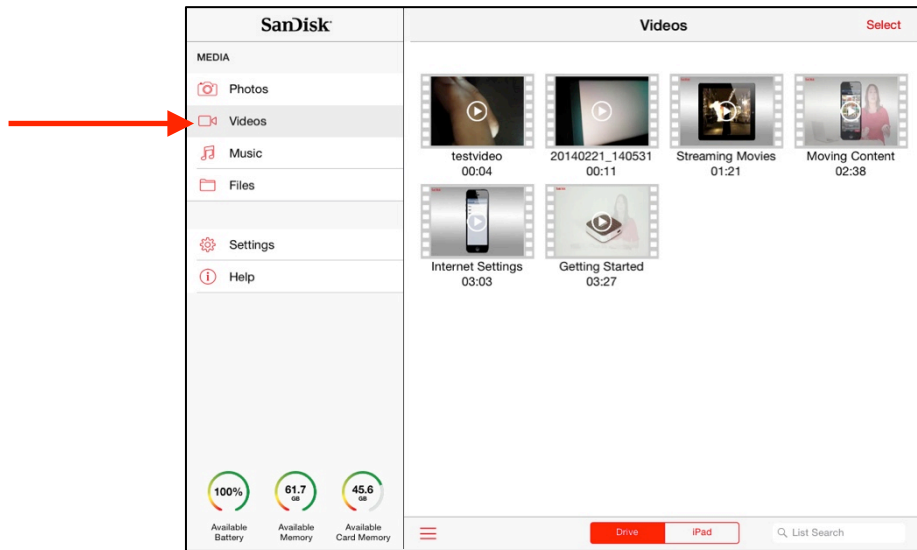 SanDisk
MEDIA
Photos
Videos
Music
Files
Settings
Help
100%
Available
Battery
61.7
GB
Available
Memory
45.6
GB
Available
Card Memory
Videos
Select
testvideo
00:04
20140221_140531
00:11
Streaming Movies
01:21
Moving Content
02:38
Internet Settings
03:03
Getting Started
03:27
Drive
iPad
List Search